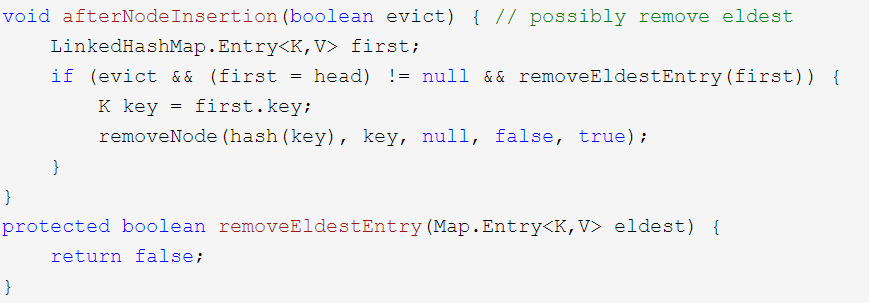 void afterNodeInsertion(boolean evict) { // possibly remove eldest
    LinkedHashMap.Entry<K,V> first;
    if (evict && (first = head) != null && removeEldestEntry(first)) {
        K key = first.key;
        removeNode(hash(key), key, null, false, true);
    }
}
protected boolean removeEldestEntry(Map.Entry<K,V> eldest) {
    return false;
}